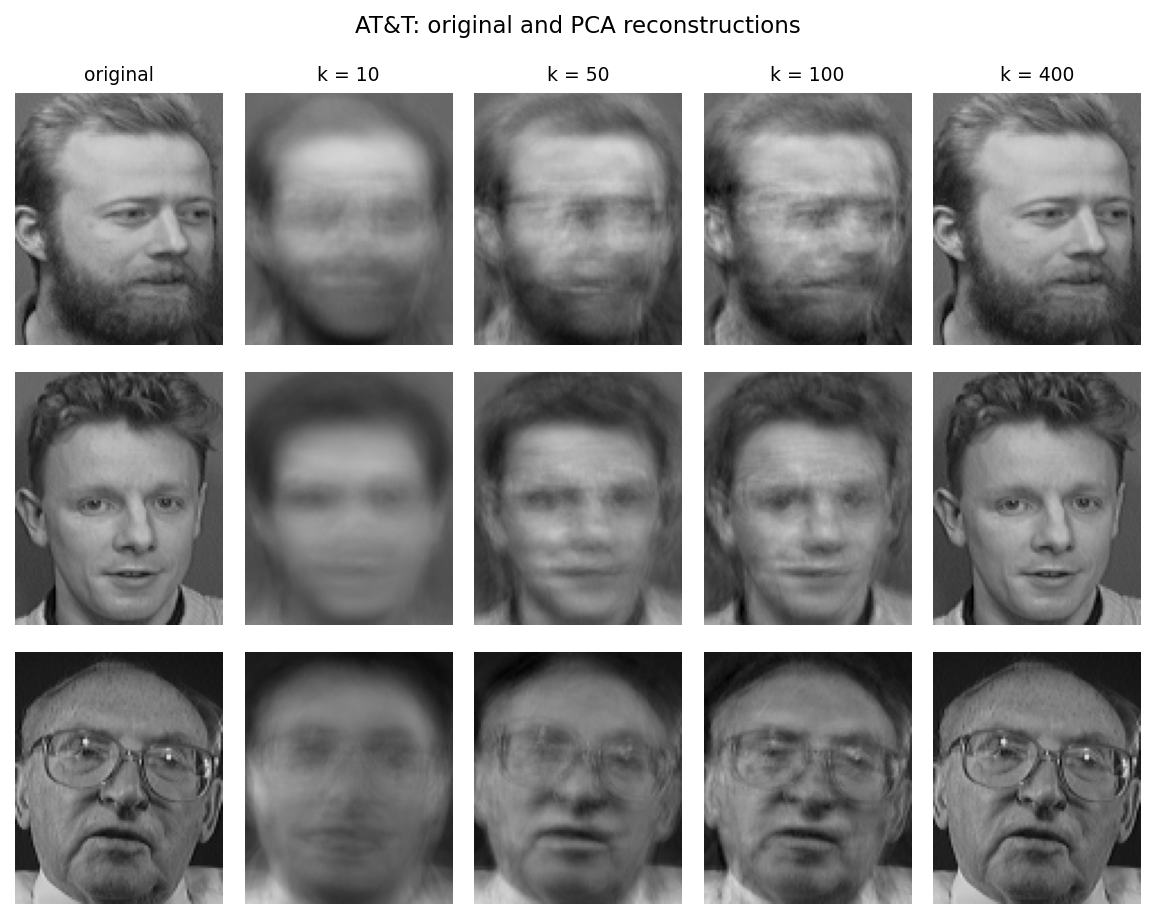 AT&T: original and PCA reconstructions
original
k = 10
k = 50
k = 100
k = 400